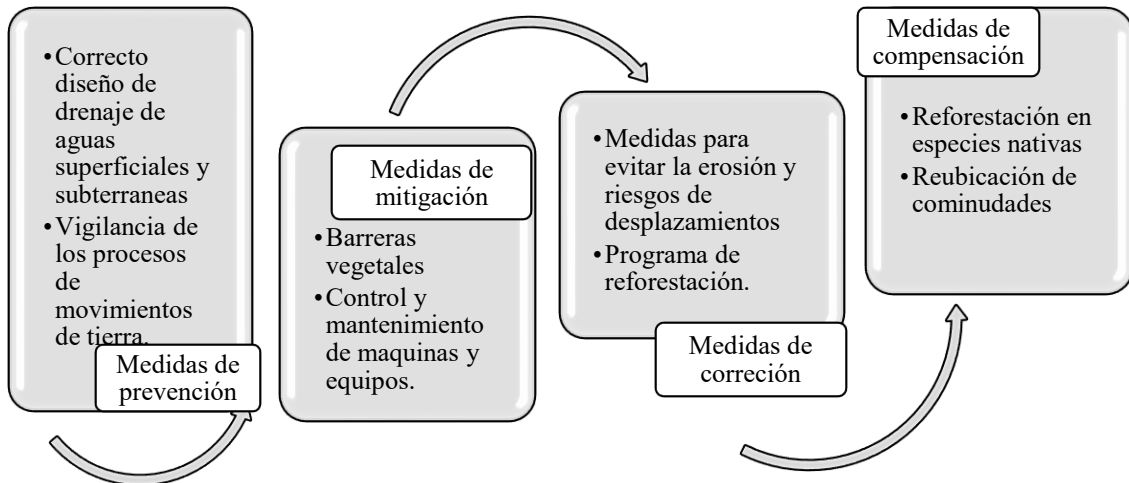 •Correcto
diseño de
drenaje de
aguas
superficiales y
subterraneas
•Vigilancia de
los procesos
de
movimientos
de tierra.
Medidas de
prevención
Medidas de
mitigación
•Barreras
vegetales
•Control y
mantenimiento
de maquinas y
equipos.
•Medidas para
evitar la erosión y
riesgos de
desplazamientos
•Programa de
reforestación.
Medidas de
correción
Medidas de
compensación
•Reforestación en
especies nativas
•Reubicación de
cominudades